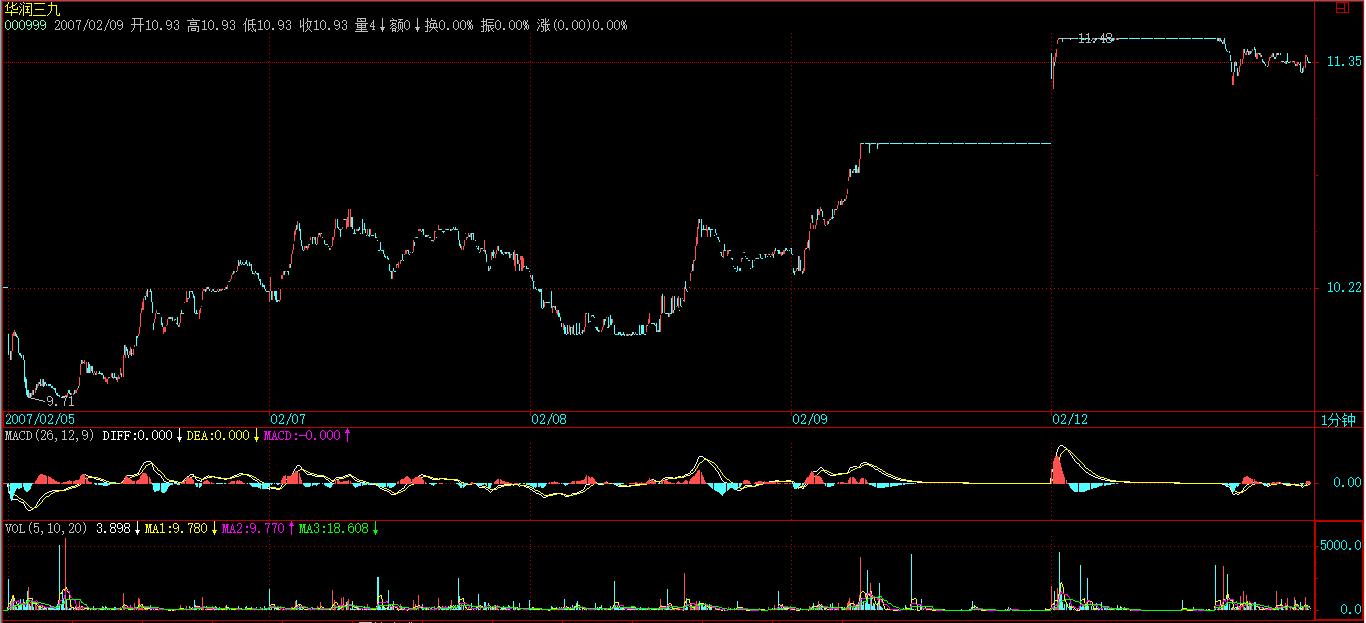 华润三九
000999 2007/02/09 开10.93 高10.93 低10.93 收10.93 量4↓额0↓换0.00% 振0.00% 涨(0.00)0.00%
11.48
11.35
10.22
9.71
2007/02/05 02/07 02/08 02/09 02/12 1分钟
MACD(26,12,9) DIFF:0.000↓DEA:0.000↓MACD:-0.000↑
0.00
VOL(5,10,20) 3.898↓MA1:9.780↓MA2:9.770↑MA3:18.608↓
5000.0
0.0